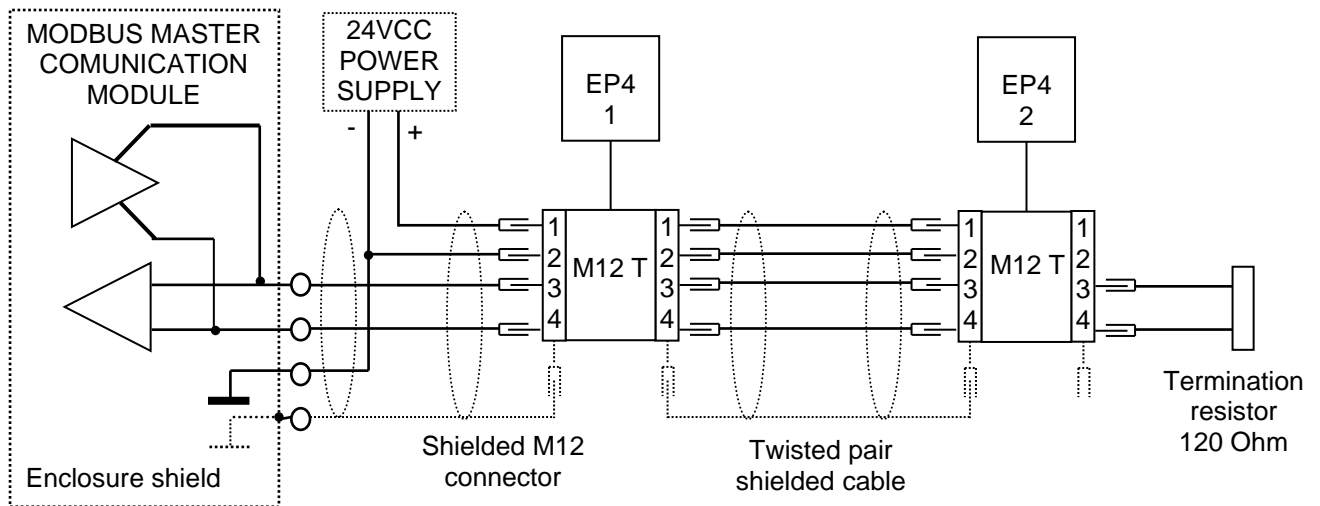 MODBUS MASTER
COMUNICATION
MODULE
24VCC
POWER
SUPPLY
- +
EP4
1
EP4
2
1
2
3
4
M12 T
1
2
3
4
1
2
3
4
M12 T
1
2
3
4
Enclosure shield
Shielded M12
connector
Twisted pair
shielded cable
Termination
resistor
120 Ohm